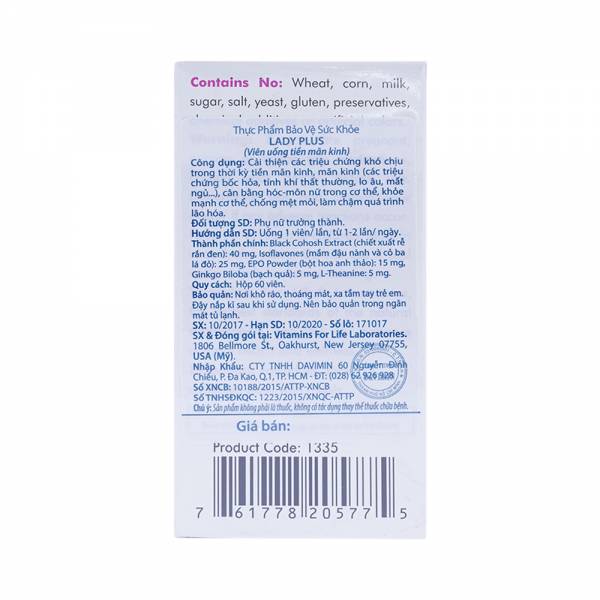 Contains No: Wheat, corn, milk,
sugar, salt, yeast, gluten, preservatives,
Thực Phẩm Bảo Vệ Sức Khỏe
LADY PLUS
(Viên uống tiền mãn kinh)
Công dụng: Cải thiện các triệu chứng khó chịu
trong thời kỳ tiền mãn kinh, mãn kinh (các triệu
chứng bốc hỏa, tính khí thất thường, lo âu, mất
ngủ...), cân bằng hóc-môn nữ trong cơ thể, khỏe
mạnh cơ thể, chống mệt mỏi, làm chậm quá trình
lão hóa.
Đối tượng SD: Phụ nữ trưởng thành.
Hướng dẫn SD: Uống 1 viên/ lần, từ 1-2 lần/ ngày.
Thành phần chính: Black Cohosh Extract (chiết xuất rễ
rắn đen): 40 mg, Isoflavones (mầm đậu nành và cỏ ba
lá đỏ): 25 mg, EPO Powder (bột hoa anh thảo): 15 mg,
Ginkgo Biloba (bạch quả): 5 mg, L-Theanine: 5 mg.
Quy cách: Hộp 60 viên.
Bảo quản: Nơi khô ráo, thoáng mát, xa tầm tay trẻ em.
Đậy nắp kĩ sau khi sử dụng. Nên bảo quản trong ngăn
mát tủ lạnh.
SX: 10/2017 - Hạn SD: 10/2020 - Số lô: 171017
SX & Đóng gói tại: Vitamins For Life Laboratories.
1806 Bellmore St., Oakhurst, New Jersey 07755,
USA (Mỹ).
Nhập Khẩu: CTY TNHH DAVIMIN 60 Nguyễn Đình
Chiểu, P. Đa Kao, Q.1, TP. HCM - ĐT: (028) 62 926 928
Số XNCB: 10188/2015/ATTP-XNCB
Số TNHSĐKQC: 1223/2015/XNQC-ATTP
Chú ý: Sản phẩm không phải là thuốc, không có tác dụng thay thế thuốc chữa bệnh.
Giá bán:
Product Code: 1335
7 61778 20577 5